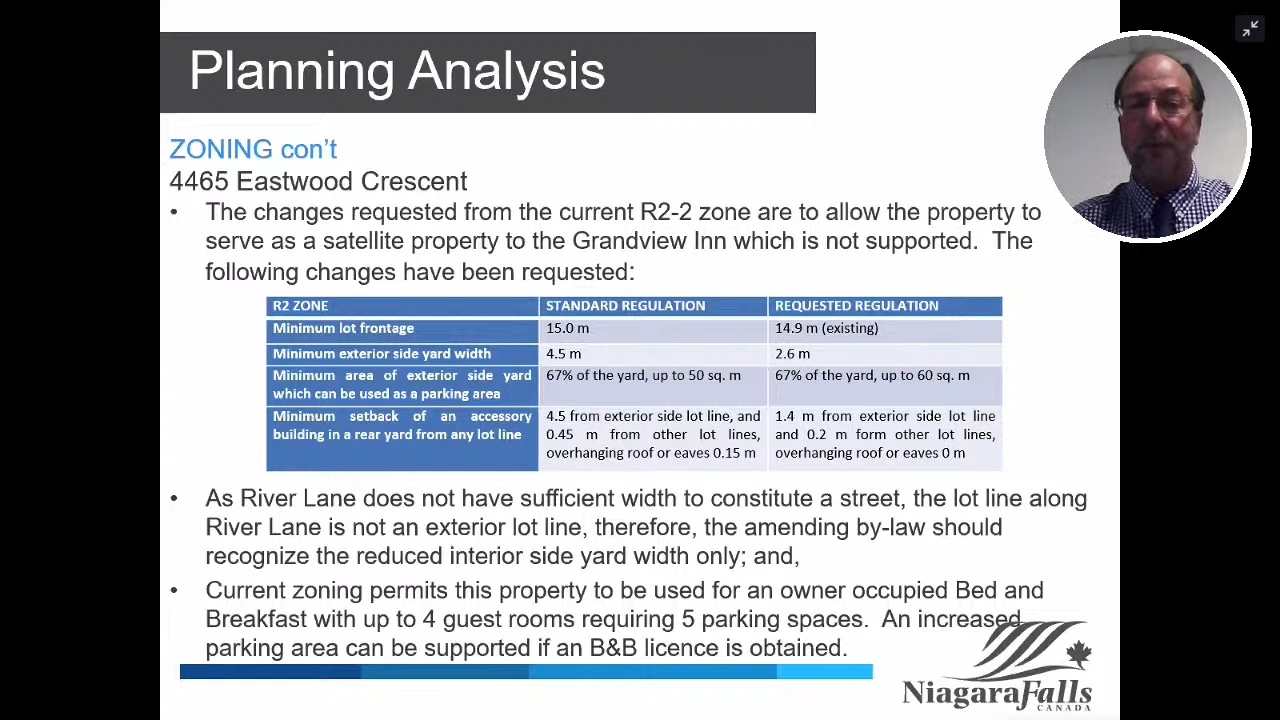 Planning Analysis
ZONING con't
4465 Eastwood Crescent
• The changes requested from the current R2-2 zone are to allow the property to
serve as a satellite property to the Grandview Inn which is not supported. The
following changes have been requested:
R2 ZONE STANDARD REGULATION REQUESTED REGULATION
Minimum lot frontage 15.0 m 14.9 m (existing)
Minimum exterior side yard width 4.5 m 2.6 m
Minimum area of exterior side yard 67% of the yard, up to 50 sq. m 67% of the yard, up to 60 sq. m
which can be used as a parking area
Minimum setback of an accessory 4.5 from exterior side lot line, and 1.4 m from exterior side lot line
building in a rear yard from any lot line 0.45 m from other lot lines, and 0.2 m form other lot lines,
overhanging roof or eaves 0.15 m overhanging roof or eaves 0 m
• As River Lane does not have sufficient width to constitute a street, the lot line along
River Lane is not an exterior lot line, therefore, the amending by-law should
recognize the reduced interior side yard width only; and,
• Current zoning permits this property to be used for an owner occupied Bed and
Breakfast with up to 4 guest rooms requiring 5 parking spaces. An increased
parking area can be supported if an B&B licence is obtained.
NiagaraFalls
CANADA